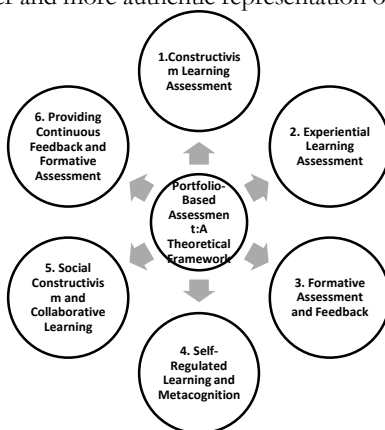 er and more authentic representation o
1.Constructivis
m Learning
Assessment
2. Experiential
Learning
Assessment
3. Formative
Assessment
and Feedback
4. Self-
Regulated
Learning and
Metacognition
5. Social
Constructivis
m and
Collaborative
Learning
6. Providing
Continuous
Feedback and
Formative
Assessment
Portfolio-
Based
Assessmen
t:A
Theoretical
Framework